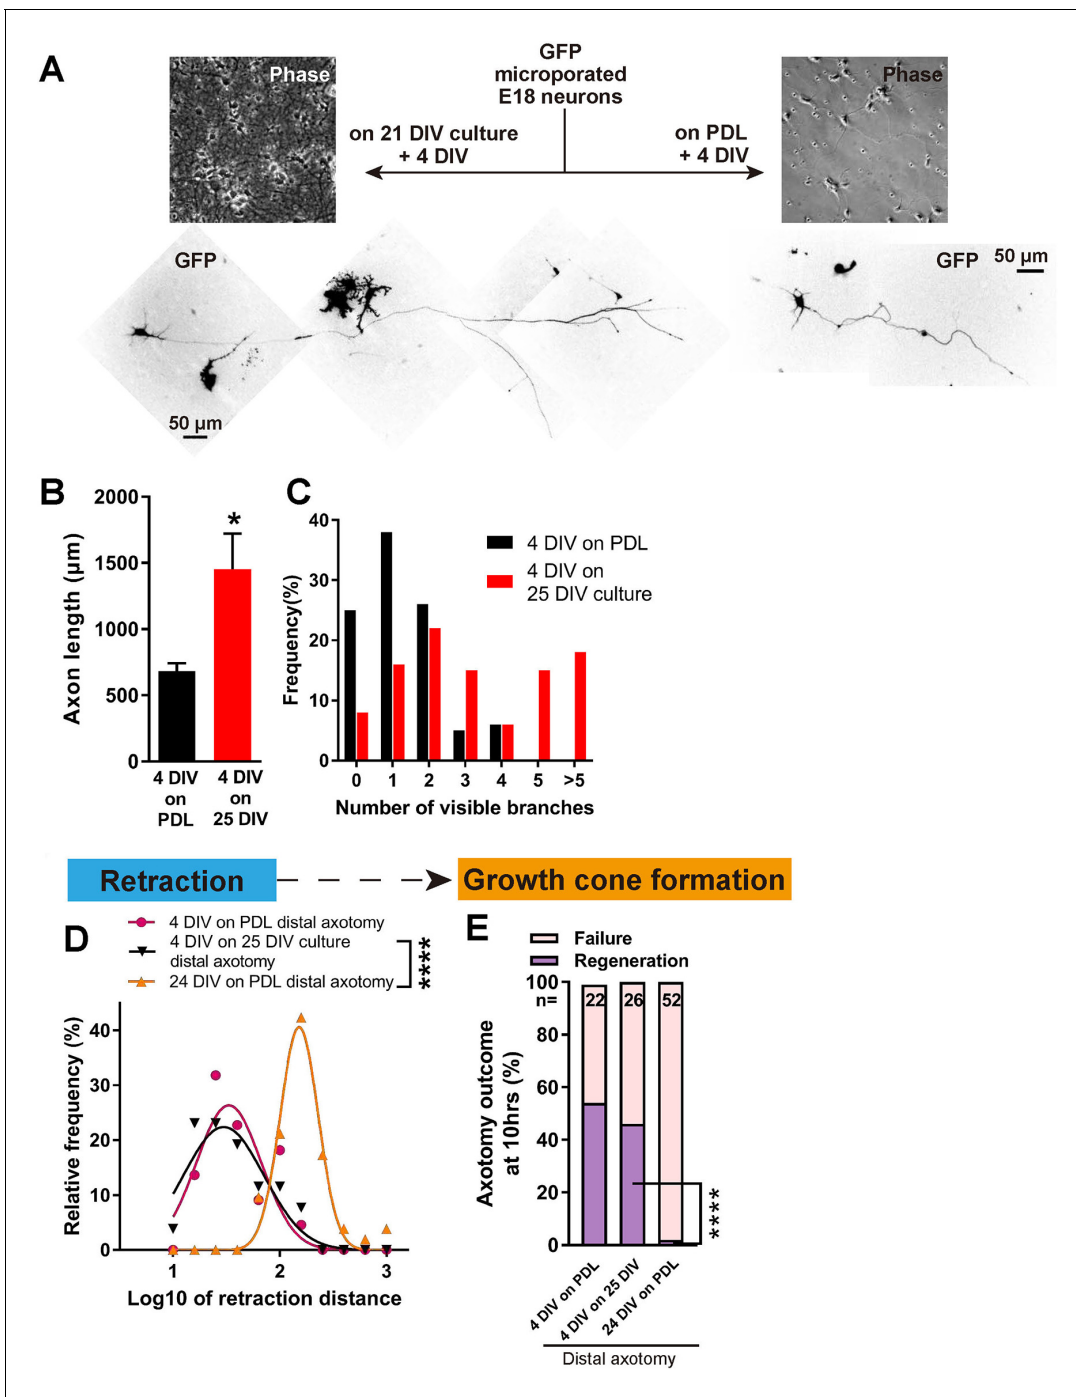 A
Phase
GFP
microporated
E18 neurons
Phase
on 21 DIV culture
+ 4 DIV
on PDL
+ 4 DIV
GFP
50 µm
GFP
50 µm
B
Axon length (µm)
2000
1500
1000
500
0
*
4 DIV
on
PDL
4 DIV
on
25 DIV
C
Frequency(%)
40
30
20
10
0
4 DIV on PDL
4 DIV on
25 DIV culture
0 1 2 3 4 5 >5
Number of visible branches
Retraction
Growth cone formation
D
4 DIV on PDL distal axotomy
4 DIV on 25 DIV culture
distal axotomy
24 DIV on PDL distal axotomy
****
Relative frequency (%)
40
30
20
10
0
1 2 3
Log10 of retraction distance
E
Failure
Regeneration
Axotomy outcome
at 10hrs (%)
100
80
60
40
20
0
n= 22 26 52
****
4 DIV on PDL
4 DIV on 25 DIV
24 DIV on PDL
Distal axotomy